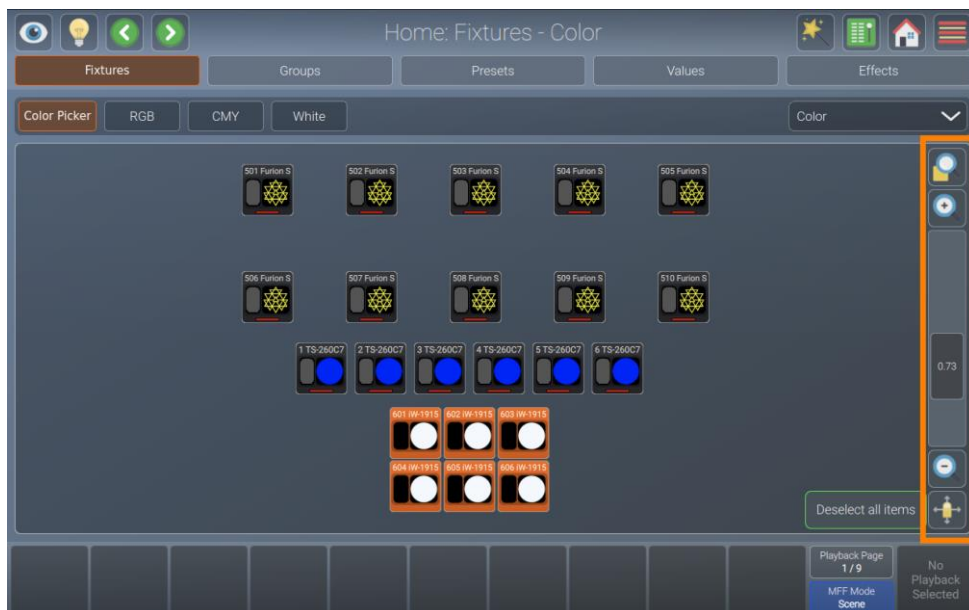 Home: Fixtures - Color
Fixtures
Groups
Presets
Values
Effects
Color Picker
RGB
CMY
White
Color
501 Furion S
502 Furion S
503 Furion S
504 Furion S
505 Furion S
506 Furion S
507 Furion S
508 Furion S
509 Furion S
510 Furion S
1 TS-260C7
2 TS-260C7
3 TS-260C7
4 TS-260C7
5 TS-260C7
6 TS-260C7
0.73
601 iW-1915
602 iW-1915
603 iW-1915
604 iW-1915
605 iW-1915
606 iW-1915
Deselect all items
Playback Page
1 / 9
MFF Mode
Scene
No
Playback
Selected